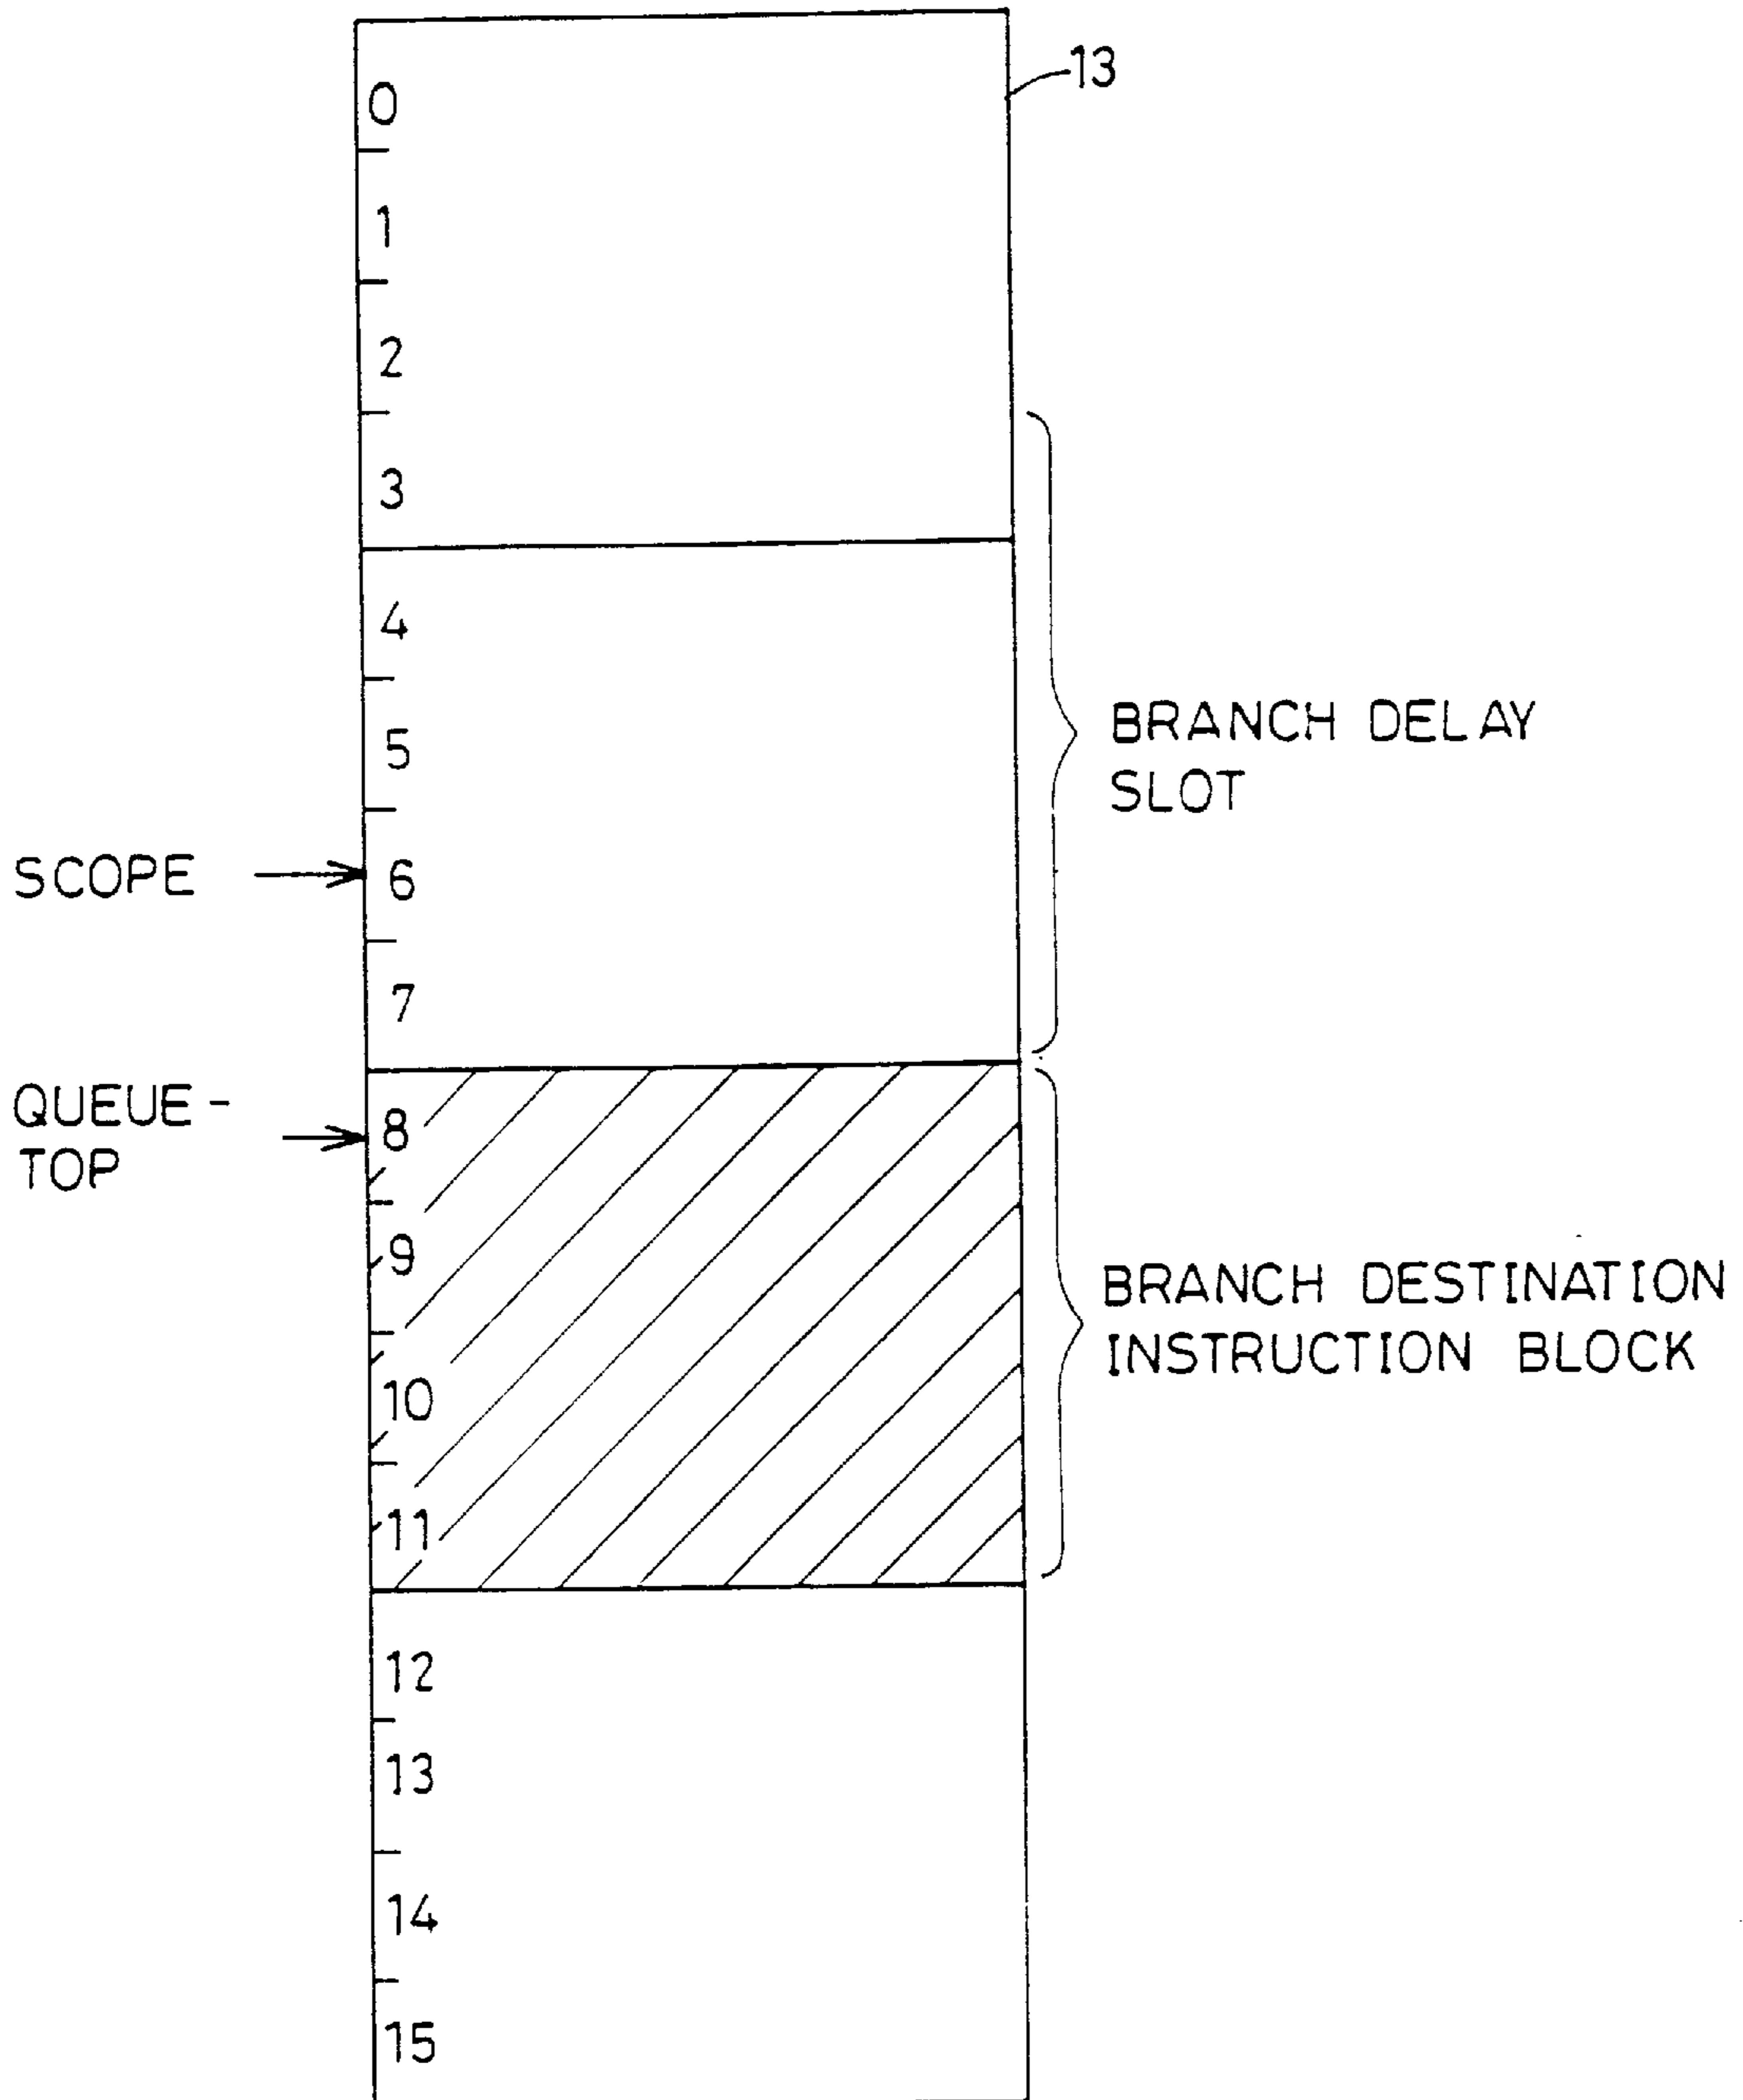 0
13
1
2
3
4
BRANCH DELAY
SLOT
5
SCOPE
6
7
QUEUE-
TOP
8
9
BRANCH DESTINATION
INSTRUCTION BLOCK
10
11
12
13
14
15